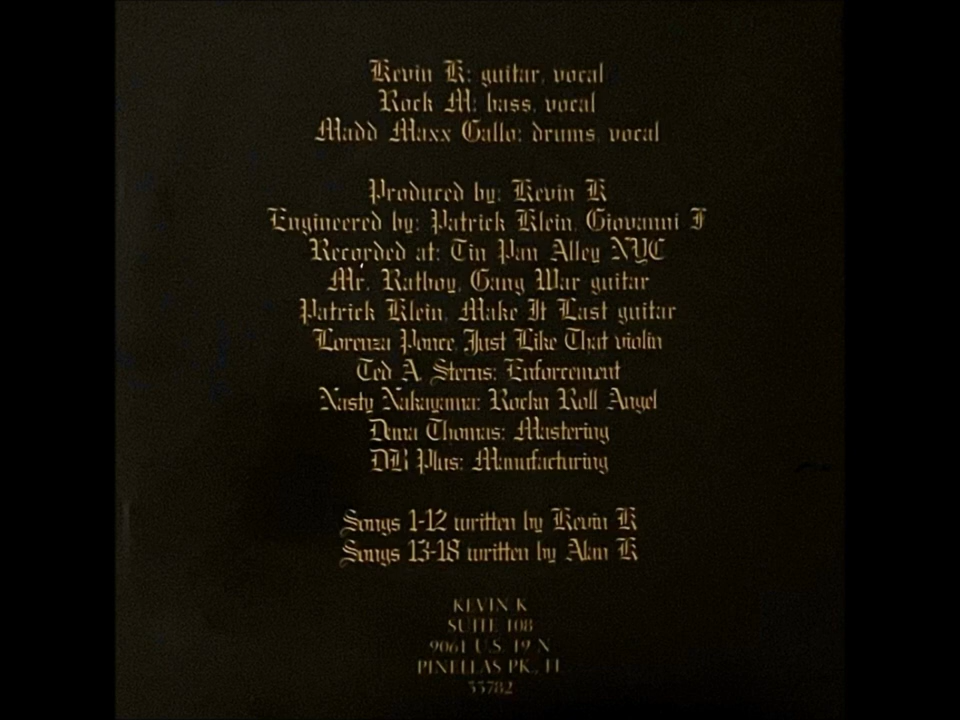 Kevin K: guitar, vocal
Rock M: bass, vocal
Madd Maxx Gallo: drums, vocal
Produced by: Kevin K
Engineered by: Patrick Klein, Giovanni F
Recorded at: Tin Pan Alley NYC
Mr. Ratboy, Gang War guitar
Patrick Klein, Make It Last guitar
Lorenza Ponce, Just Like That violin
Ted A. Sterns: Enforcement
Nasty Nakayama: Rockn Roll Angel
Duna Thomas: Mastering
DB Plus: Manufacturing
Songs 1-12 written by Kevin K
Songs 13-18 written by Alan K
KEVIN K
SUITE 108
9061 U.S. 19 N
PINELLAS PK., FL
33782